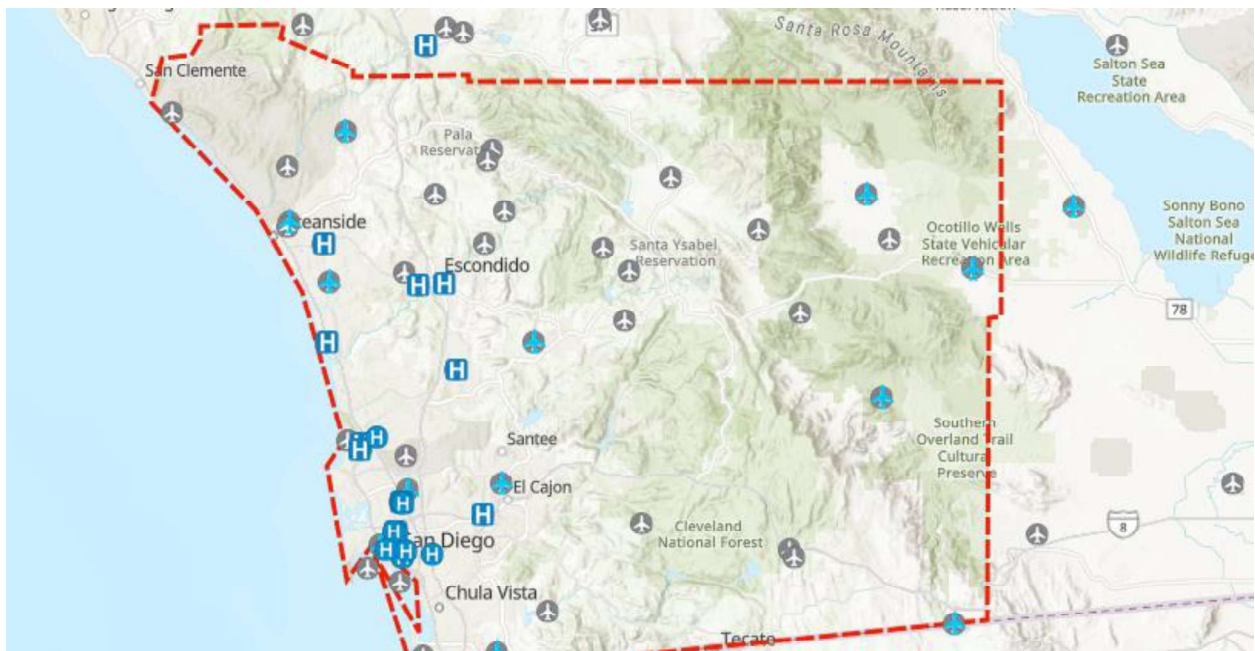 San Clemente
Santa Rosa Mountains
Salton Sea
State
Recreation Area
Pala
Sonny Bono
Salton Sea
National
Wildlife Refuge
Ocotillo Wells
State Vehicular
Recreation Area
Santa Ysabel
Reservation
Escondido
78
Southern
Overland Trail
Cultural
Preserve
Santee
El Cajon
8
Cleveland
National Forest
San Diego
Chula Vista
Tecate
H
H
H
H
H
H
H
H
H
H
H
H
H
H